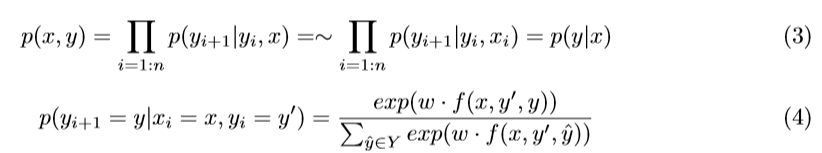 p(x, y) = ∏_{i=1:n} p(y_{i+1}|y_i, x) =∼ ∏_{i=1:n} p(y_{i+1}|y_i, x_i) = p(y|x) (3)
p(y_{i+1} = y|x_i = x, y_i = y′) = exp(w · f(x, y′, y)) / ∑_{ŷ∈Y} exp(w · f(x, y′, ŷ)) (4)